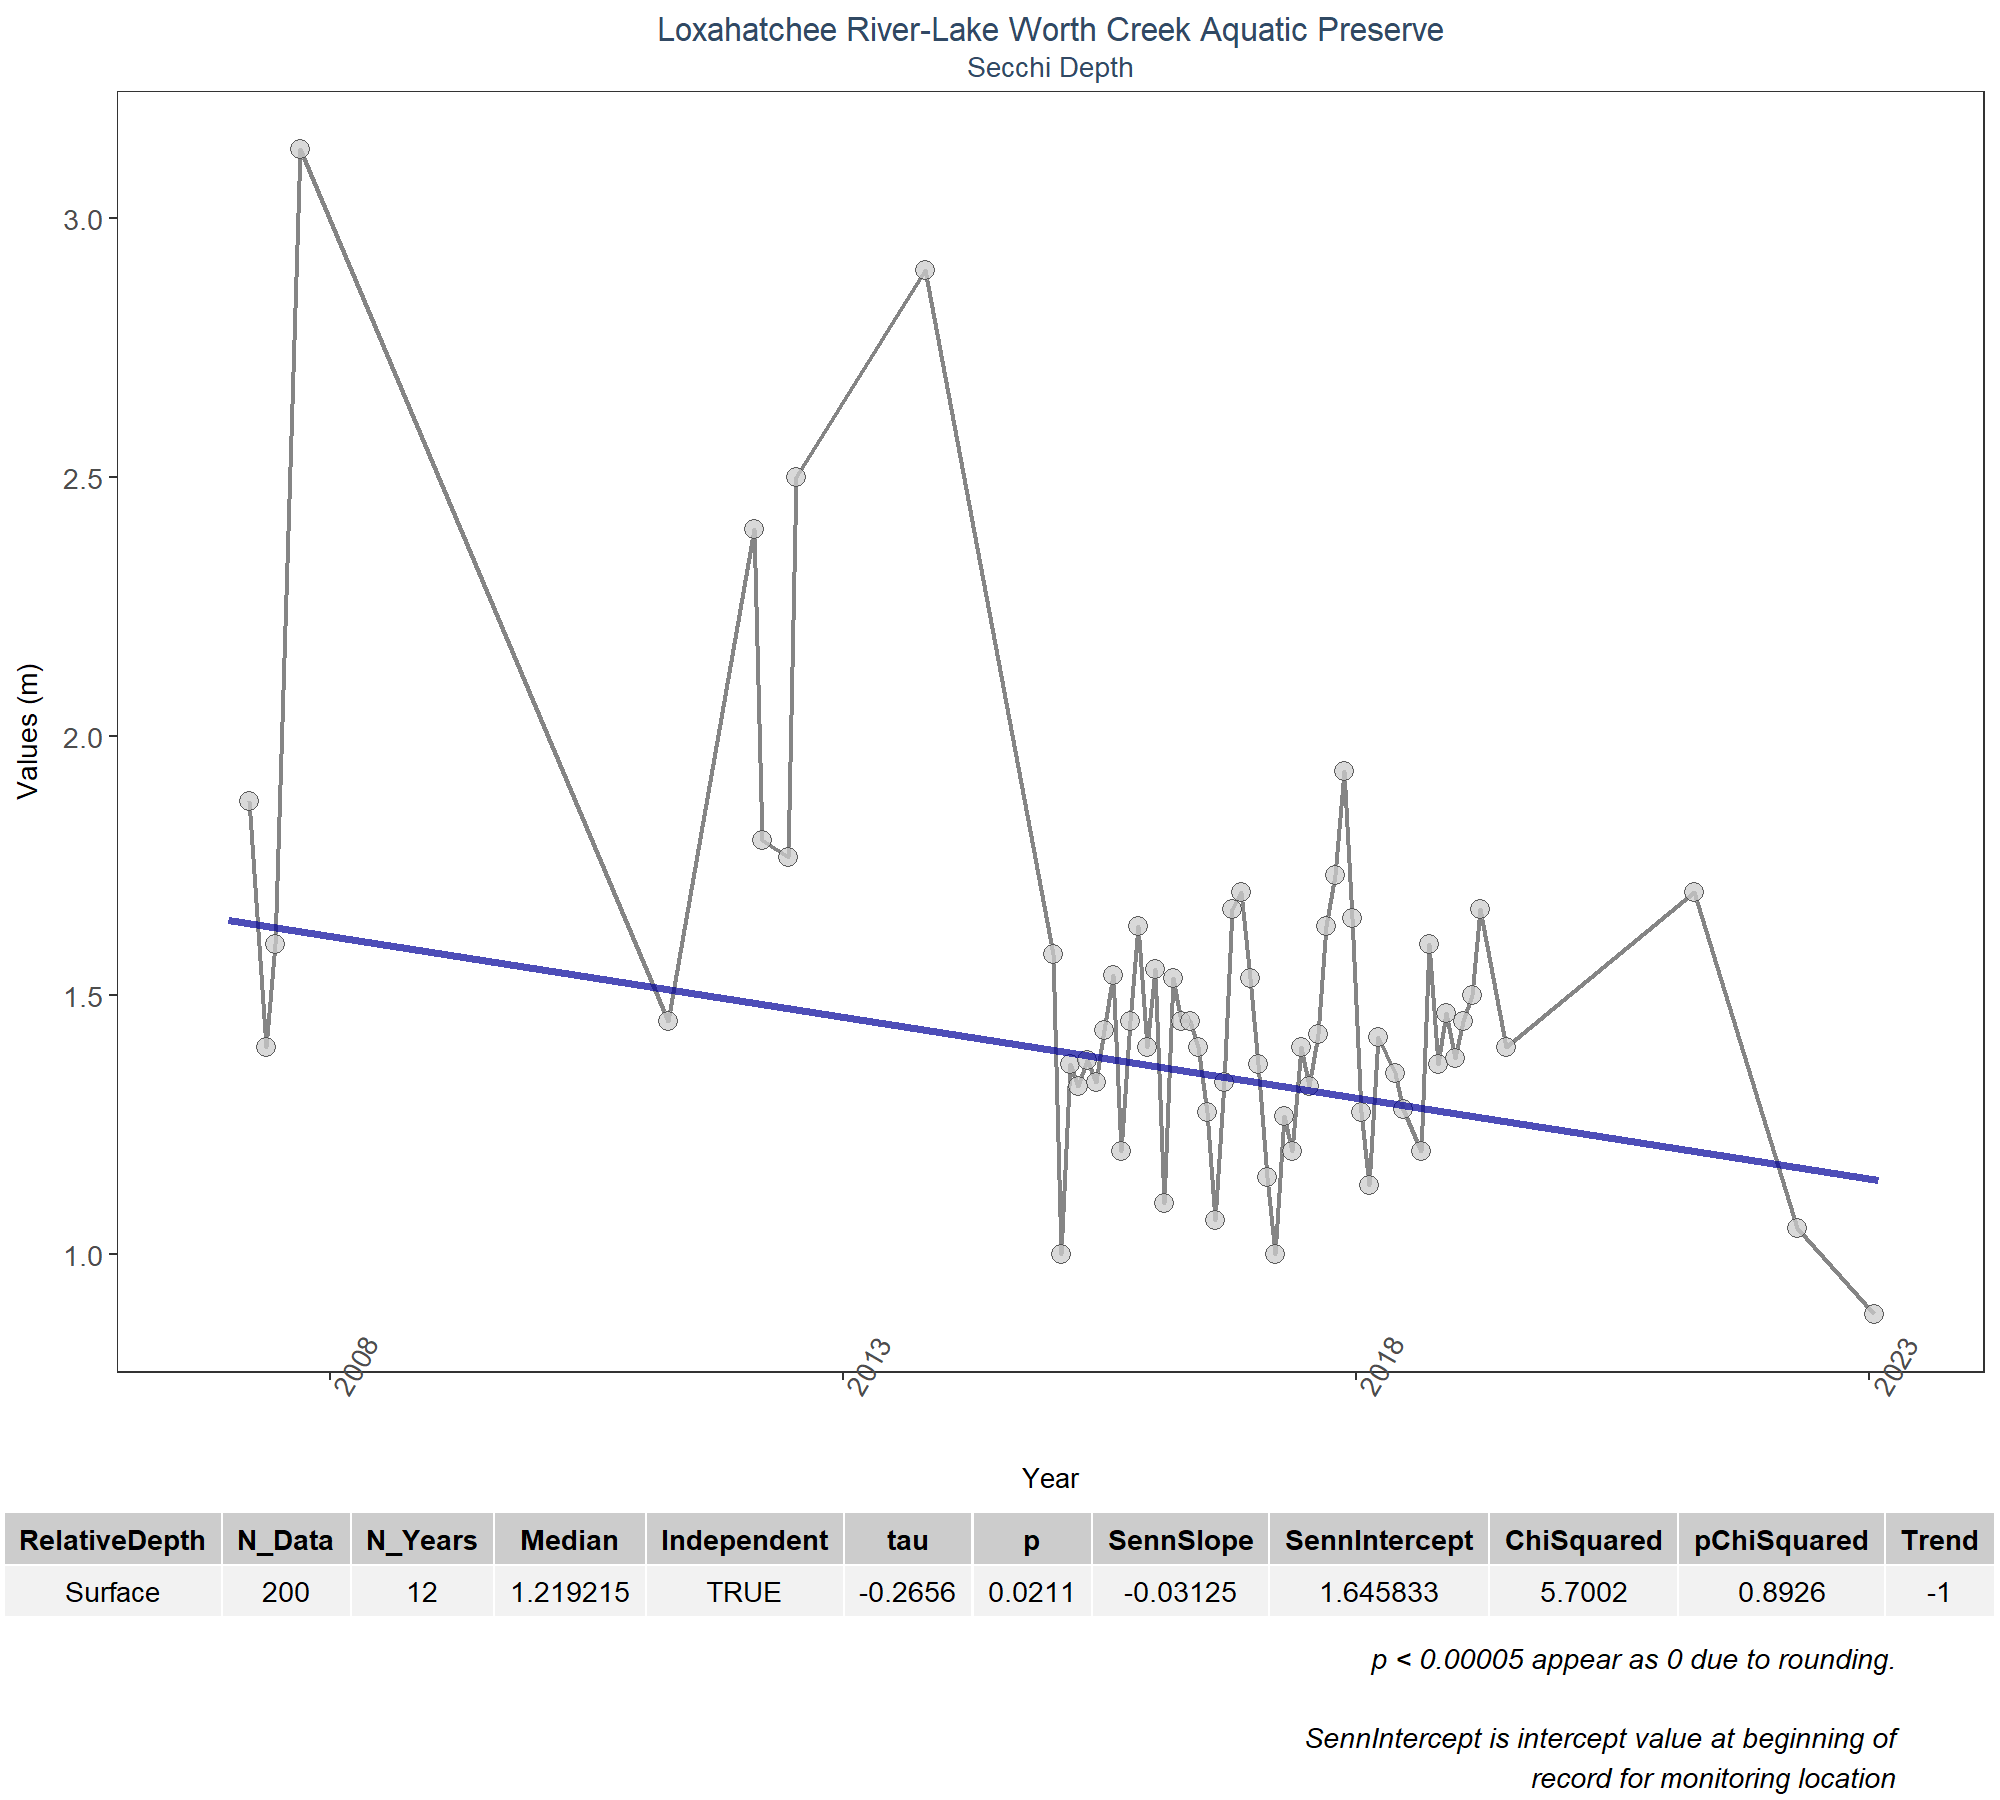 Loxahatchee River-Lake Worth Creek Aquatic Preserve
Secchi Depth
Values (m)
3.0
2.5
2.0
1.5
1.0
2008 2013 2018 2023
Year
RelativeDepth N_Data N_Years Median Independent tau p SennSlope SennIntercept ChiSquared pChiSquared Trend
Surface 200 12 1.219215 TRUE -0.2656 0.0211 -0.03125 1.645833 5.7002 0.8926 -1
p < 0.00005 appear as 0 due to rounding.
SennIntercept is intercept value at beginning of
record for monitoring location